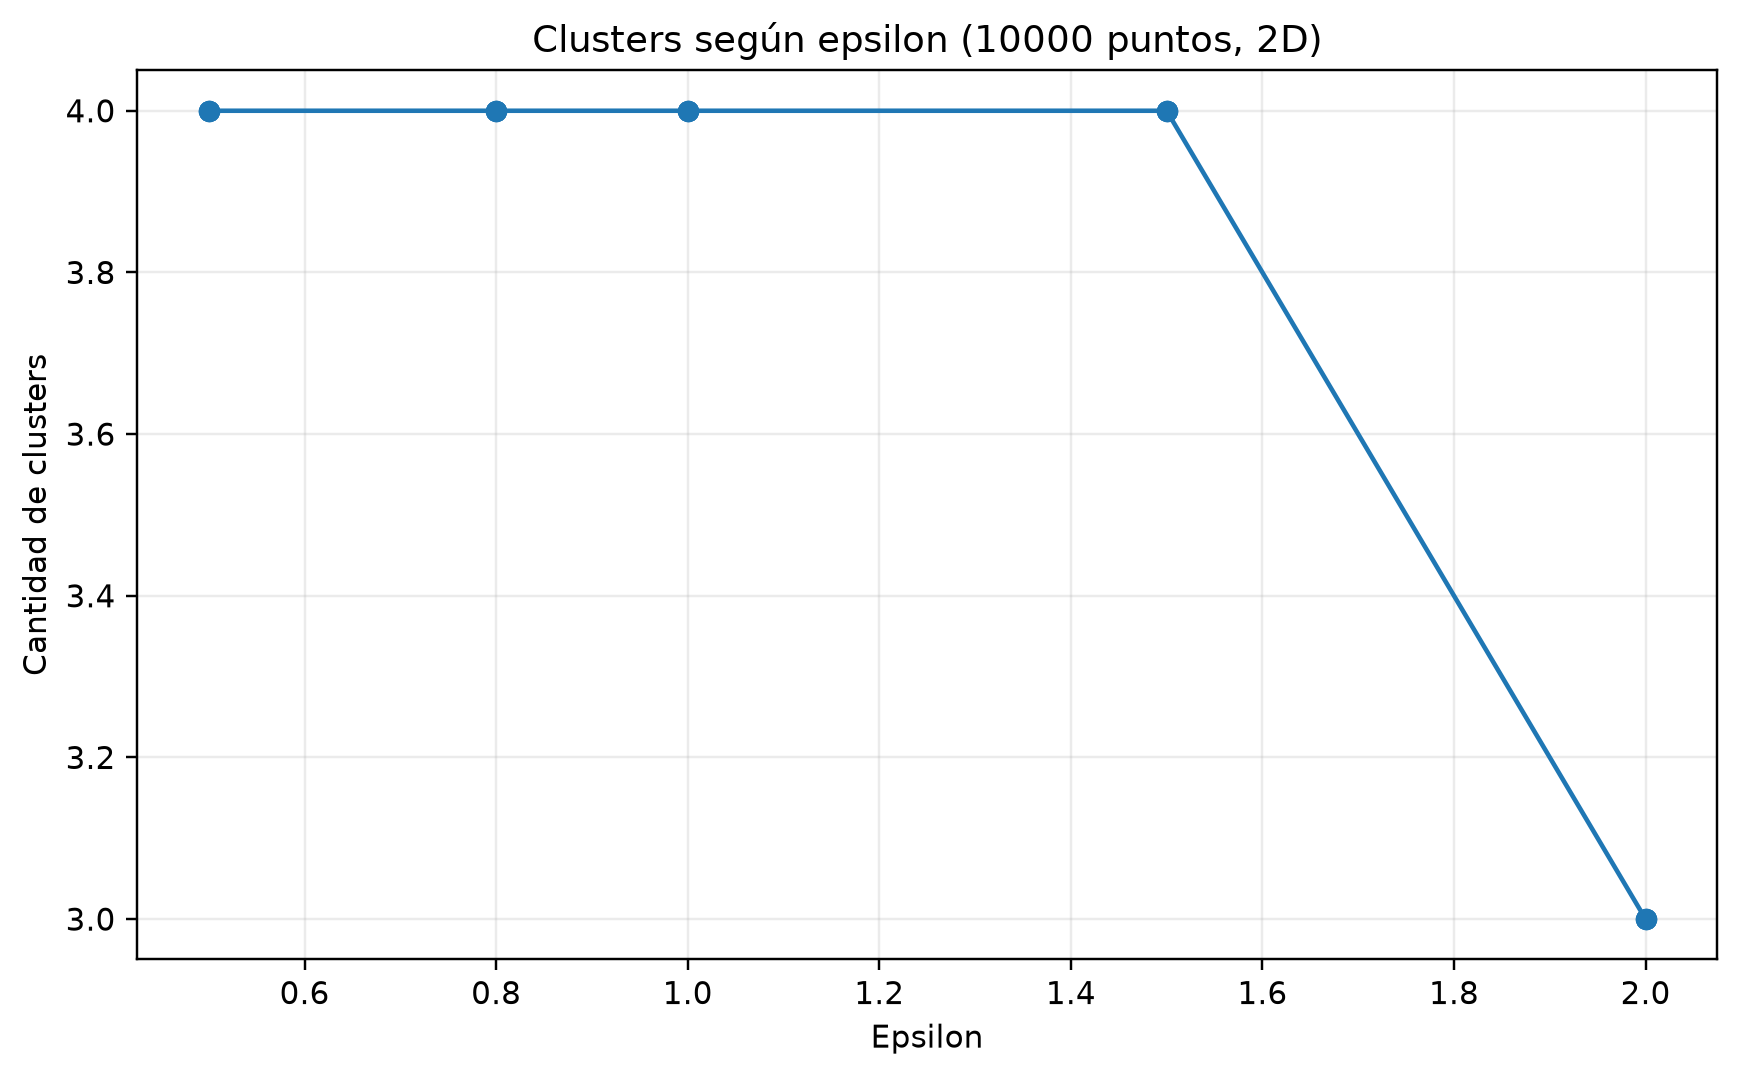 Clusters según epsilon (10000 puntos, 2D)
Cantidad de clusters
4.0
3.8
3.6
3.4
3.2
3.0
0.6 0.8 1.0 1.2 1.4 1.6 1.8 2.0
Epsilon